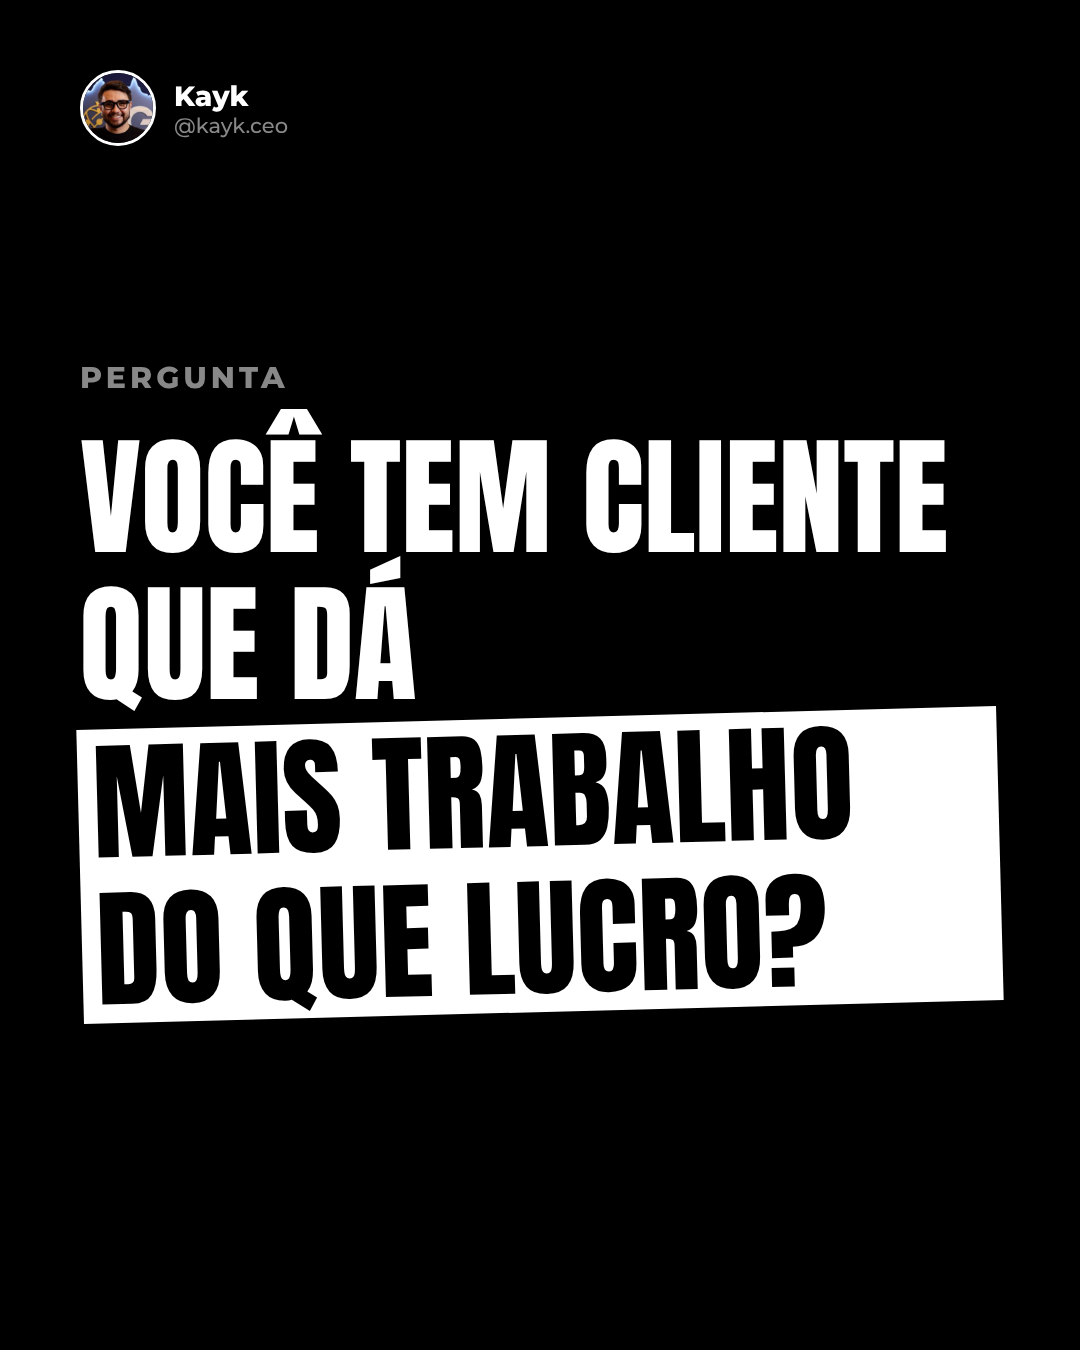 Kayk
@kayk.ceo
PERGUNTA
VOCÊ TEM CLIENTE
QUE DÁ
MAIS TRABALHO
DO QUE LUCRO?